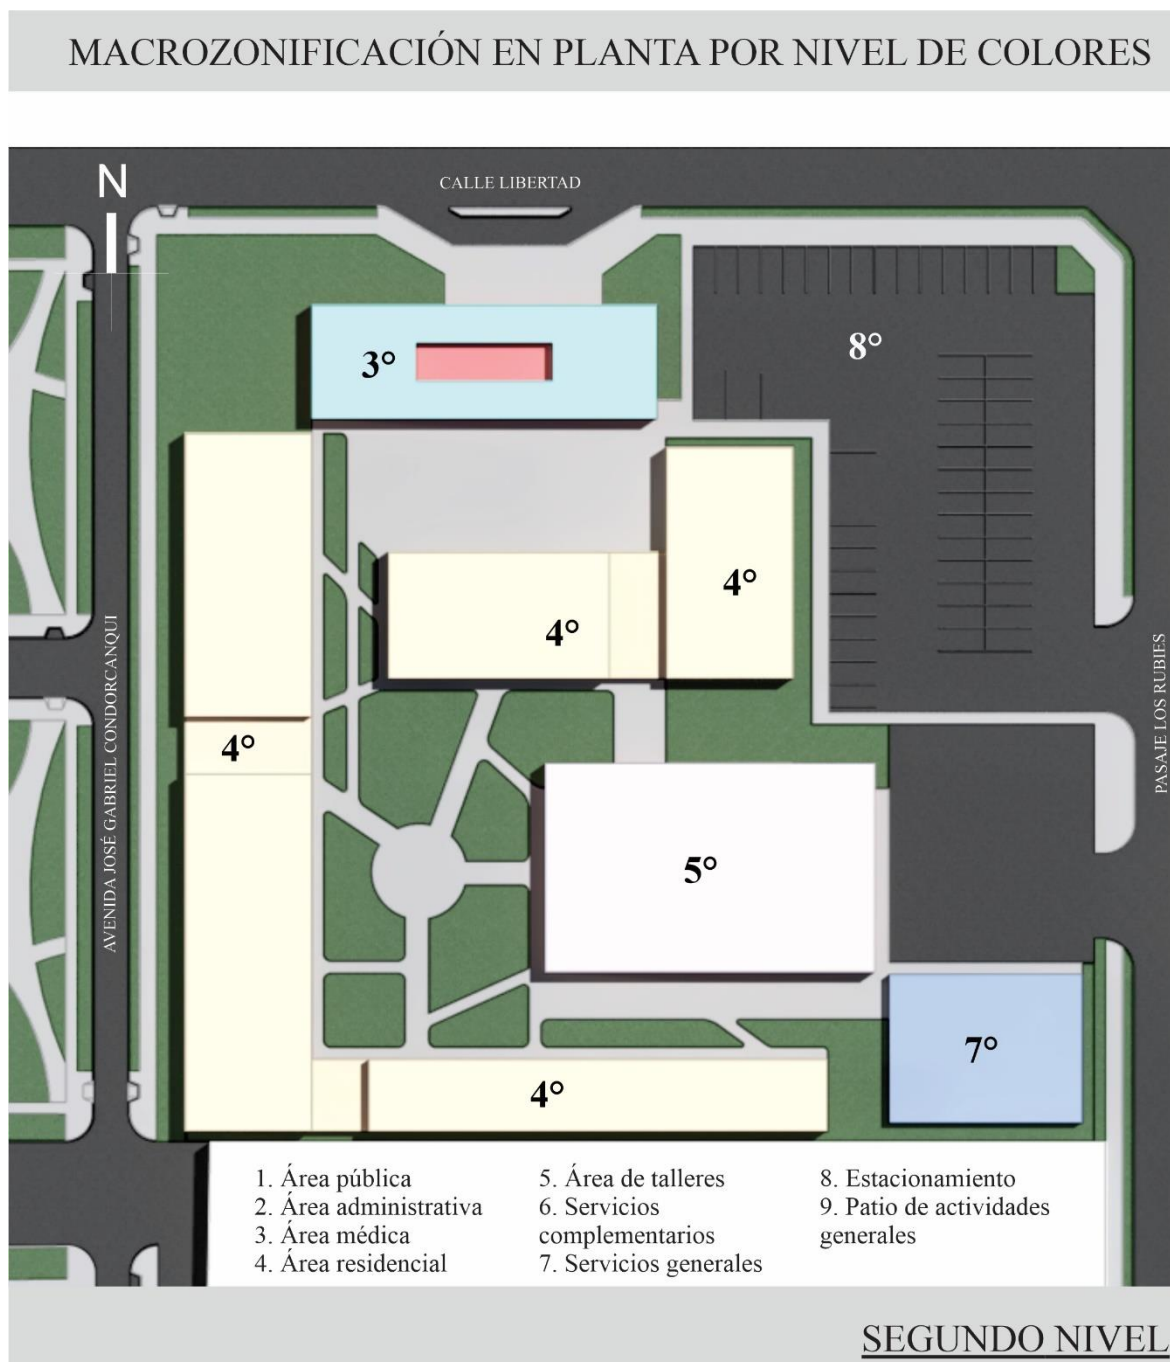 MACROZONIFICACIÓN EN PLANTA POR NIVEL DE COLORES
N
CALLE LIBERTAD
3°
8°
4°
4°
4°
AVENIDA JOSÉ GABRIEL CONDORCANQUI
PASAJE LOS RUBIES
5°
7°
4°
1. Área pública
2. Área administrativa
3. Área médica
4. Área residencial
5. Área de talleres
6. Servicios
complementarios
7. Servicios generales
8. Estacionamiento
9. Patio de actividades
generales
SEGUNDO NIVEL